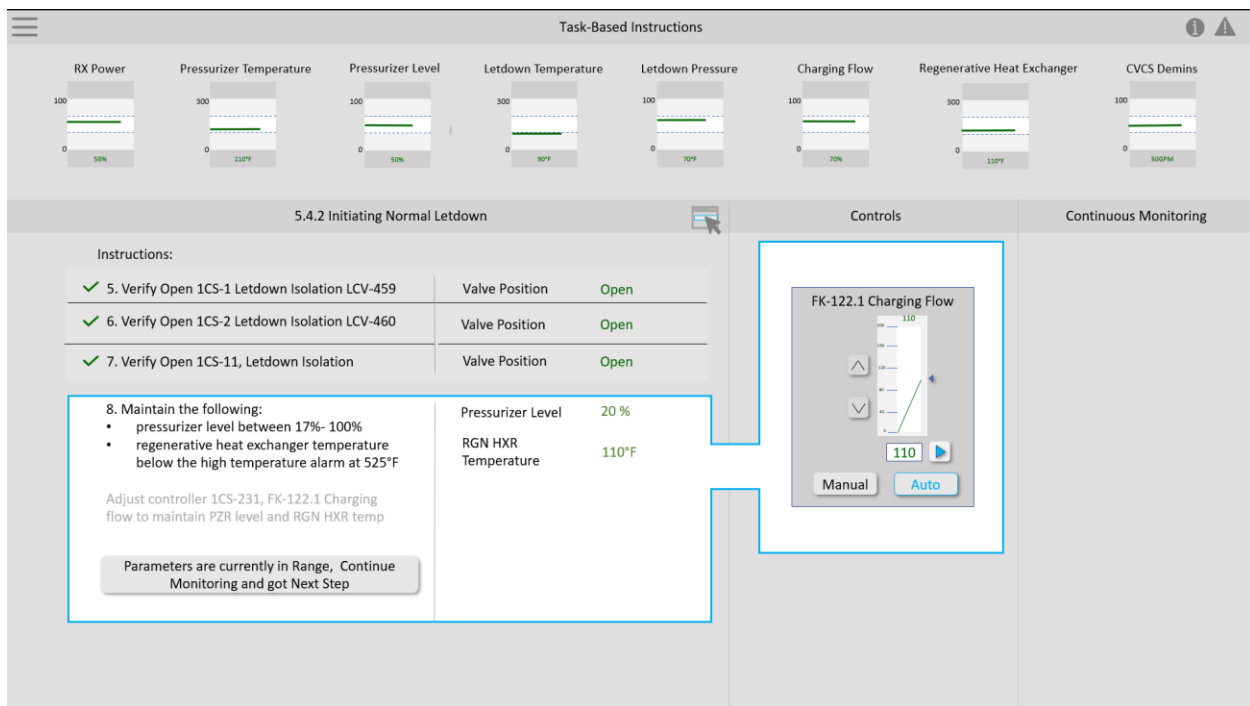 Task-Based Instructions
RX Power
Pressurizer Temperature
Pressurizer Level
Letdown Temperature
Letdown Pressure
Charging Flow
Regenerative Heat Exchanger
CVCS Demins
100
0
58%
300
0
110°F
100
0
50%
300
0
90°F
100
0
70°F
100
0
70%
300
0
110°F
100
0
50GPM
5.4.2 Initiating Normal Letdown
Controls
Continuous Monitoring
Instructions:
5. Verify Open 1CS-1 Letdown Isolation LCV-459
Valve Position
Open
6. Verify Open 1CS-2 Letdown Isolation LCV-460
Valve Position
Open
7. Verify Open 1CS-11, Letdown Isolation
Valve Position
Open
8. Maintain the following:
• pressurizer level between 17%- 100%
• regenerative heat exchanger temperature
below the high temperature alarm at 525°F
Adjust controller 1CS-231, FK-122.1 Charging
flow to maintain PZR level and RGN HXR temp
Parameters are currently in Range, Continue
Monitoring and got Next Step
Pressurizer Level
20 %
RGN HXR
Temperature
110°F
FK-122.1 Charging Flow
110
110
Manual
Auto